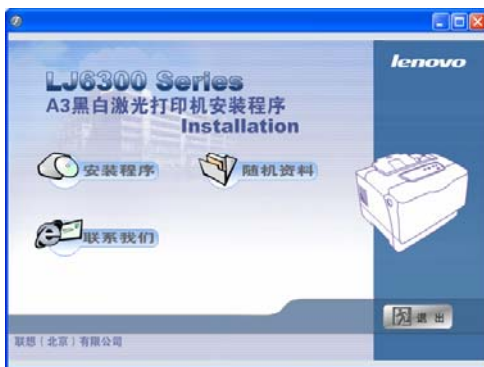 lenovo
LJ6300 Series
A3黑白激光打印机安装程序
Installation
安装程序
随机资料
联系我们
退出
联想(北京)有限公司